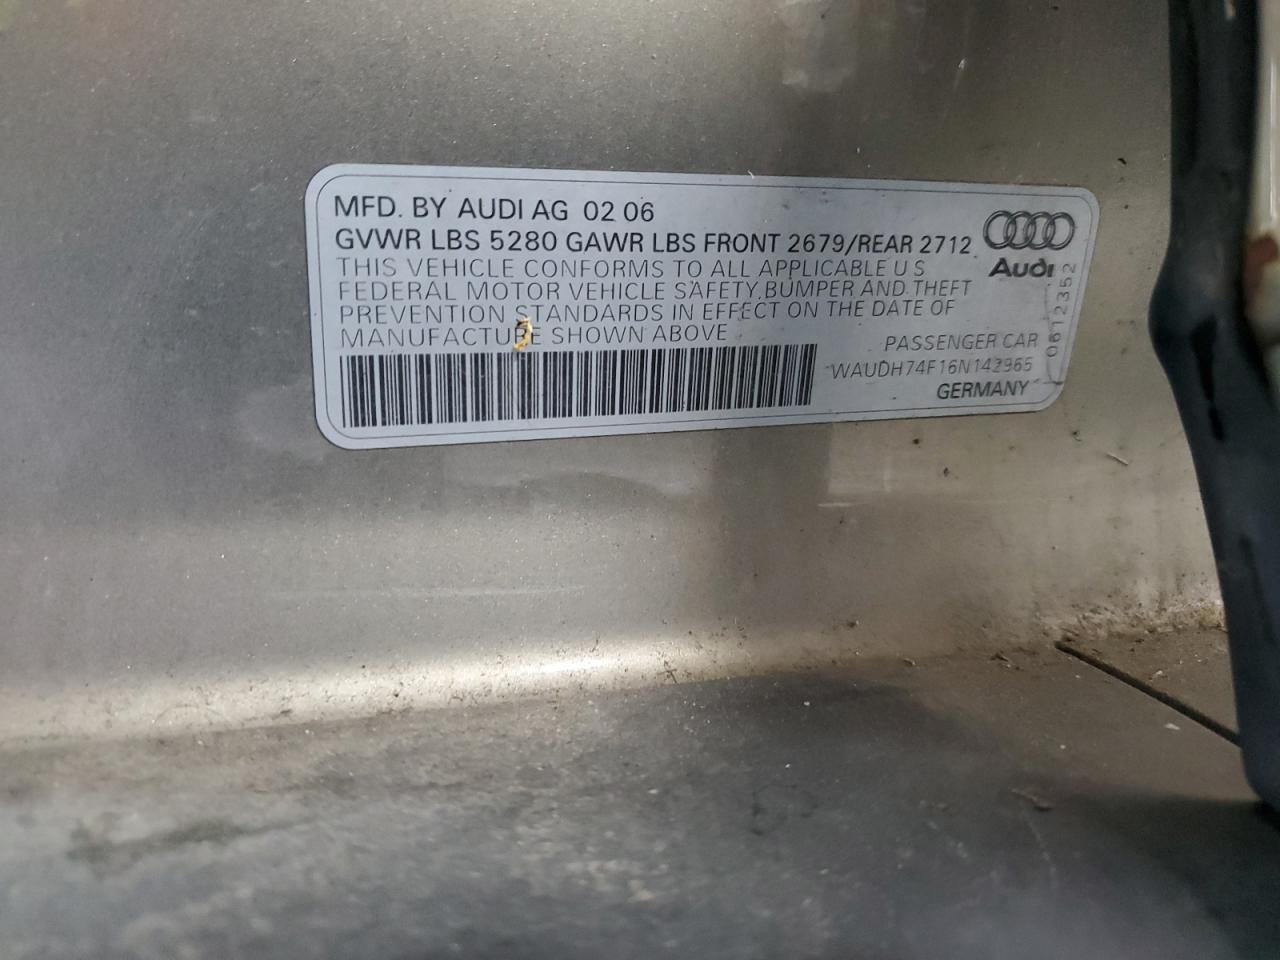 MFD. BY AUDI AG 02 06
GVWR LBS 5280 GAWR LBS FRONT 2679/REAR 2712
THIS VEHICLE CONFORMS TO ALL APPLICABLE U S
FEDERAL MOTOR VEHICLE SAFETY, BUMPER AND THEFT
PREVENTION STANDARDS IN EFFECT ON THE DATE OF
MANUFACTURE SHOWN ABOVE
Audi
PASSENGER CAR
WAUDH74F16N142965
GERMANY
0612352